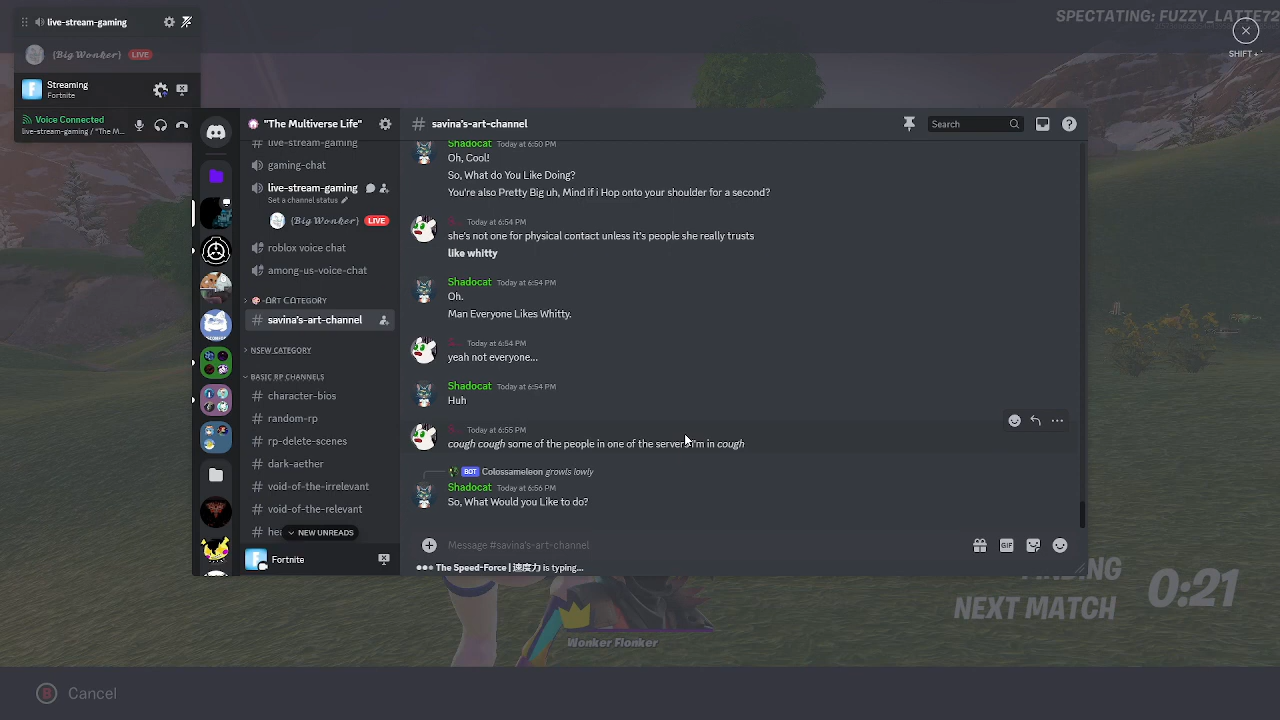 live-stream-gaming
SPECTATING: FUZZY_LATTE72
{Big Wonker} LIVE
SHIFT + `
Streaming
Fortnite
Voice Connected
live-stream-gaming / "The M...
"The Multiverse Life"
live-stream-gaming
gaming-chat
live-stream-gaming
Set a channel status
{Big Wonker} LIVE
roblox voice chat
among-us-voice-chat
ART CATEGORY
savina's-art-channel
NSFW CATEGORY
BASIC RP CHANNELS
character-bios
random-rp
rp-delete-scenes
dark-aether
void-of-the-irrelevant
void-of-the-relevant
NEW UNREADS
Fortnite
# savina's-art-channel
Search
Shadocat Today at 6:50 PM
Oh, Cool!
So, What do You Like Doing?
You're also Pretty Big uh, Mind if i Hop onto your shoulder for a second?
Today at 6:54 PM
she's not one for physical contact unless it's people she really trusts
like whitty
Shadocat Today at 6:54 PM
Oh.
Man Everyone Likes Whitty.
Today at 6:54 PM
yeah not everyone...
Shadocat Today at 6:54 PM
Huh
Today at 6:55 PM
cough cough some of the people in one of the servers i'm in cough
BOT Colossameleon growls lowly
Shadocat Today at 6:56 PM
So, What Would you Like to do?
Message #savina's-art-channel
GIF
The Speed-Force | 速度力 is typing...
FINDING
NEXT MATCH
0:21
Wonker Flonker
B Cancel